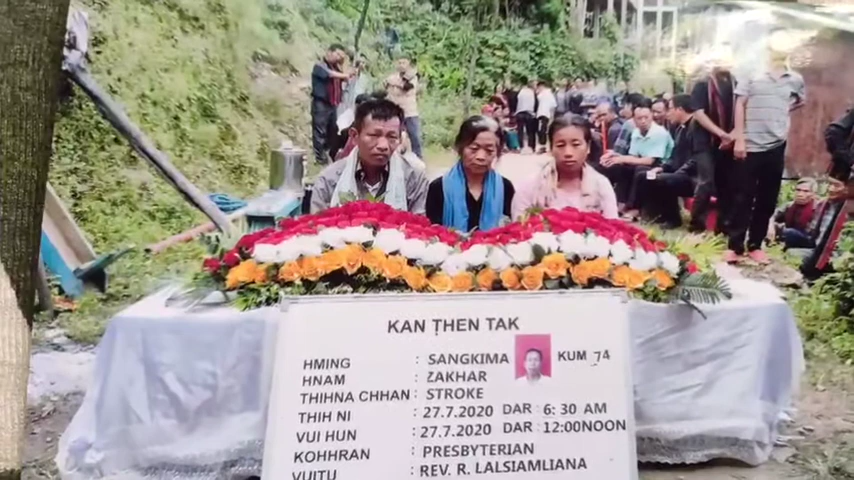 KAN ṬHEN TAK
HMING : SANGKIMA KUM : 74
HNAM : ZAKHAR
THIHNA CHHAN : STROKE
THIH NI : 27.7.2020 DAR : 6:30 AM
VUI HUN : 27.7.2020 DAR : 12:00NOON
KOHHRAN : PRESBYTERIAN
VUITU : REV. R. LALSIAMLIANA